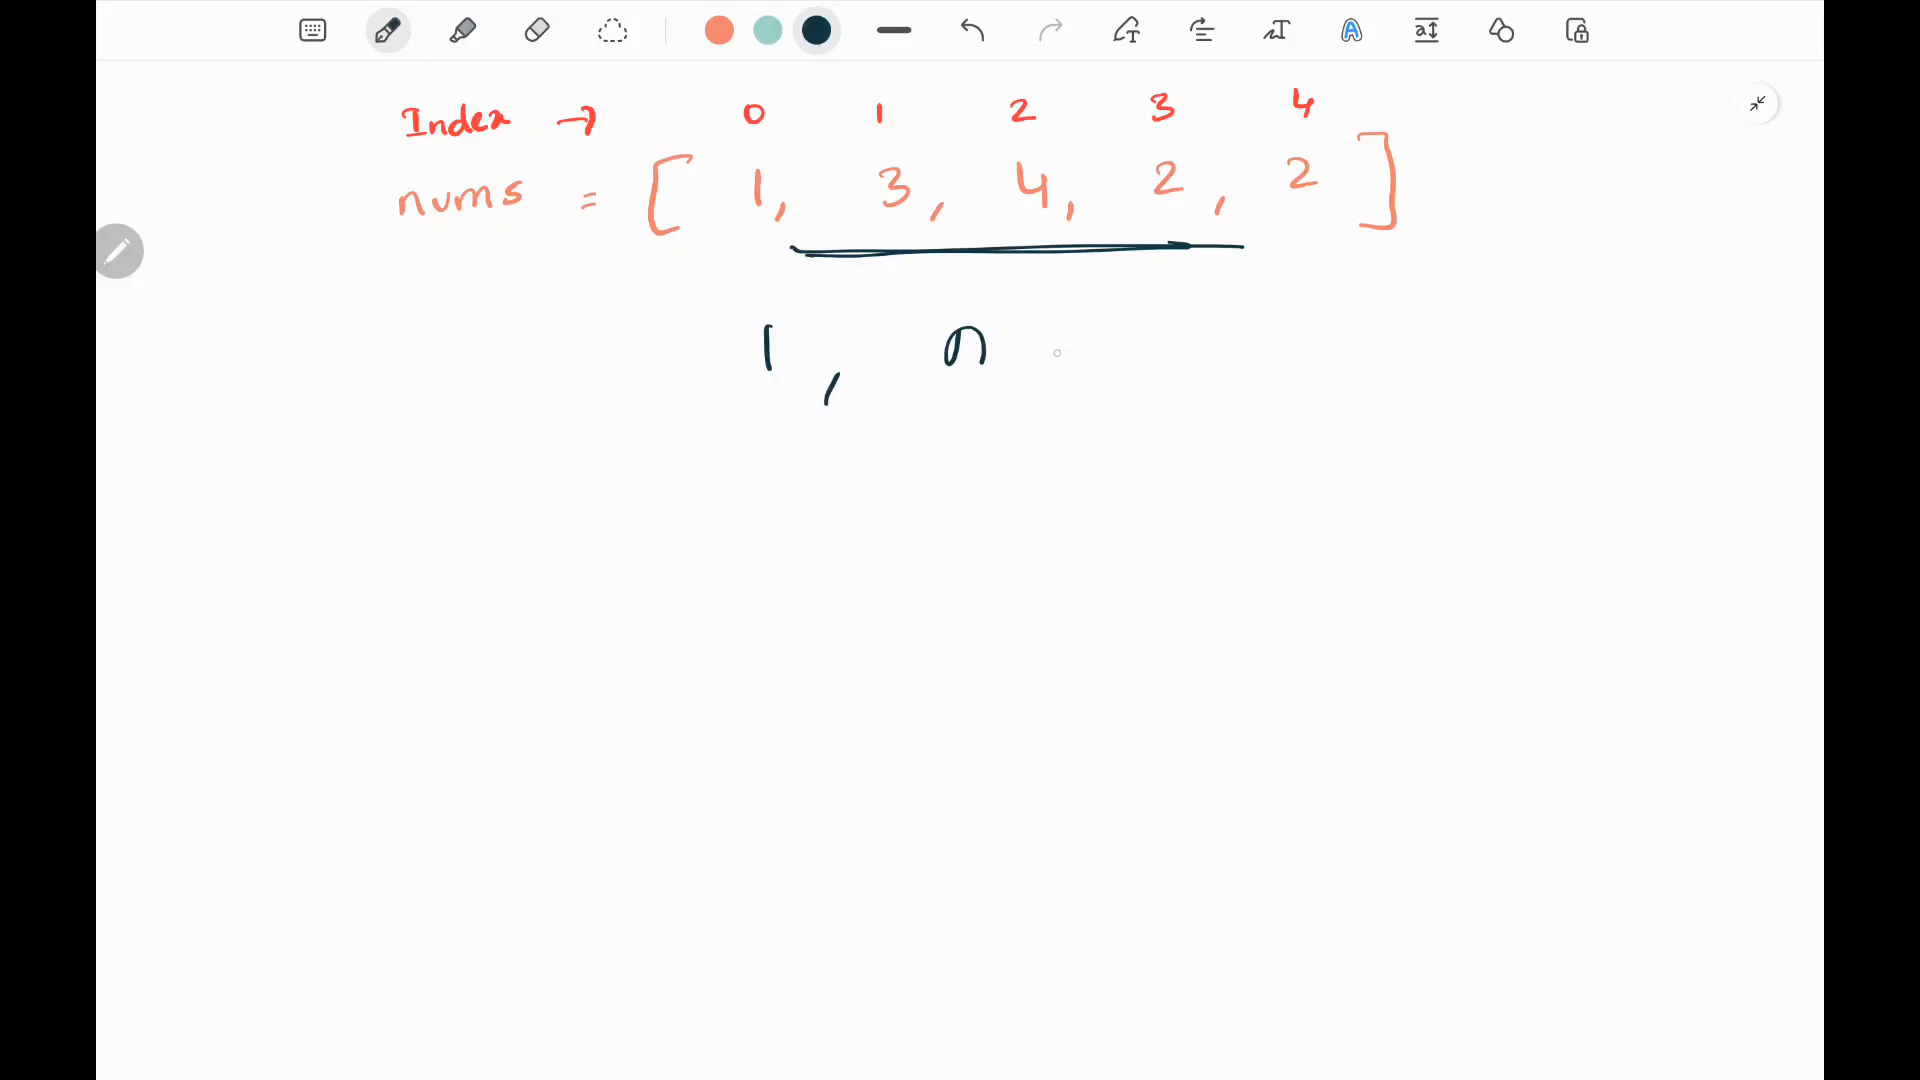 Index → 0 1 2 3 4
nums = [ 1, 3, 4, 2, 2 ]
1, n